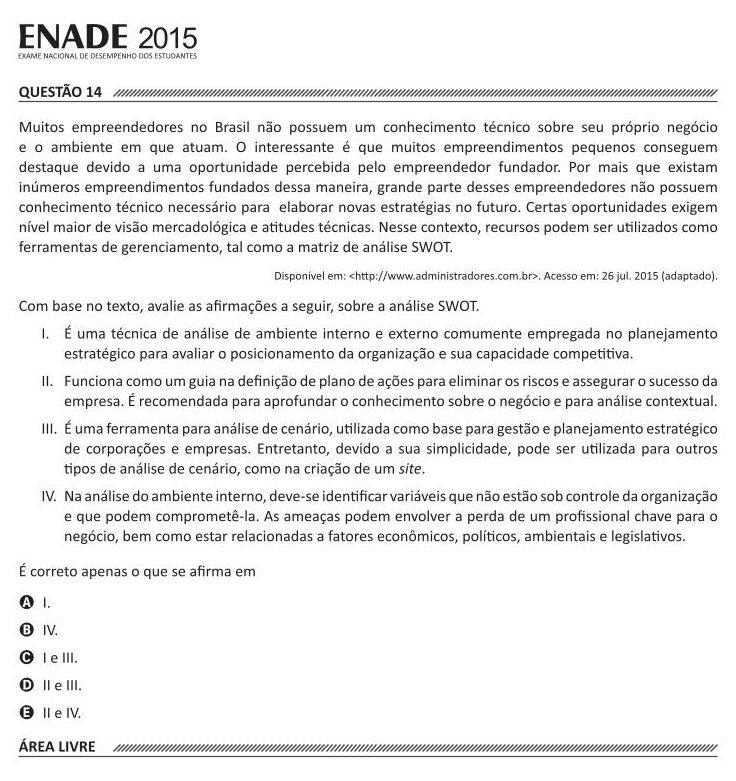 ENADE 2015
EXAME NACIONAL DE DESEMPENHO DOS ESTUDANTES
QUESTÃO 14
Muitos empreendedores no Brasil não possuem um conhecimento técnico sobre seu próprio negócio
e o ambiente em que atuam. O interessante é que muitos empreendimentos pequenos conseguem
destaque devido a uma oportunidade percebida pelo empreendedor fundador. Por mais que existam
inúmeros empreendimentos fundados dessa maneira, grande parte desses empreendedores não possuem
conhecimento técnico necessário para elaborar novas estratégias no futuro. Certas oportunidades exigem
nível maior de visão mercadológica e atitudes técnicas. Nesse contexto, recursos podem ser utilizados como
ferramentas de gerenciamento, tal como a matriz de análise SWOT.
Disponível em: <http://www.administradores.com.br>. Acesso em: 26 jul. 2015 (adaptado).
Com base no texto, avalie as afirmações a seguir, sobre a análise SWOT.
I. É uma técnica de análise de ambiente interno e externo comumente empregada no planejamento
estratégico para avaliar o posicionamento da organização e sua capacidade competitiva.
II. Funciona como um guia na definição de plano de ações para eliminar os riscos e assegurar o sucesso da
empresa. É recomendada para aprofundar o conhecimento sobre o negócio e para análise contextual.
III. É uma ferramenta para análise de cenário, utilizada como base para gestão e planejamento estratégico
de corporações e empresas. Entretanto, devido a sua simplicidade, pode ser utilizada para outros
tipos de análise de cenário, como na criação de um site.
IV. Na análise do ambiente interno, deve-se identificar variáveis que não estão sob controle da organização
e que podem comprometê-la. As ameaças podem envolver a perda de um profissional chave para o
negócio, bem como estar relacionadas a fatores econômicos, políticos, ambientais e legislativos.
É correto apenas o que se afirma em
A I.
B IV.
C I e III.
D II e III.
E II e IV.
ÁREA LIVRE